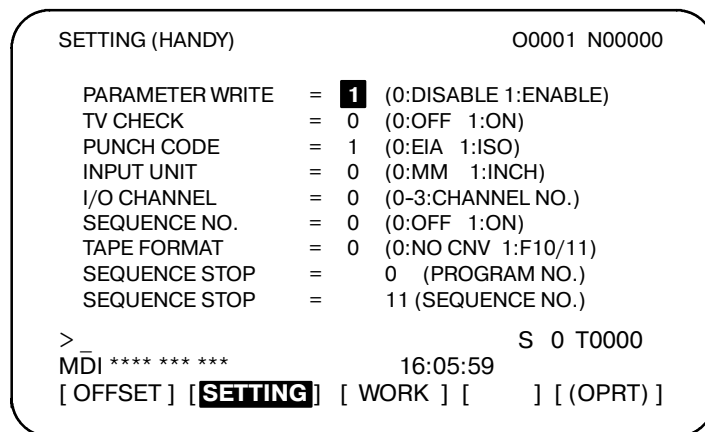 SETTING (HANDY) O0001 N00000
PARAMETER WRITE = 1 (0:DISABLE 1:ENABLE)
TV CHECK = 0 (0:OFF 1:ON)
PUNCH CODE = 1 (0:EIA 1:ISO)
INPUT UNIT = 0 (0:MM 1:INCH)
I/O CHANNEL = 0 (0-3:CHANNEL NO.)
SEQUENCE NO. = 0 (0:OFF 1:ON)
TAPE FORMAT = 0 (0:NO CNV 1:F10/11)
SEQUENCE STOP = 0 (PROGRAM NO.)
SEQUENCE STOP = 11 (SEQUENCE NO.)
>_ S 0 T0000
MDI **** *** *** 16:05:59
[ OFFSET ] [ SETTING ] [ WORK ] [ ] [ (OPRT) ]